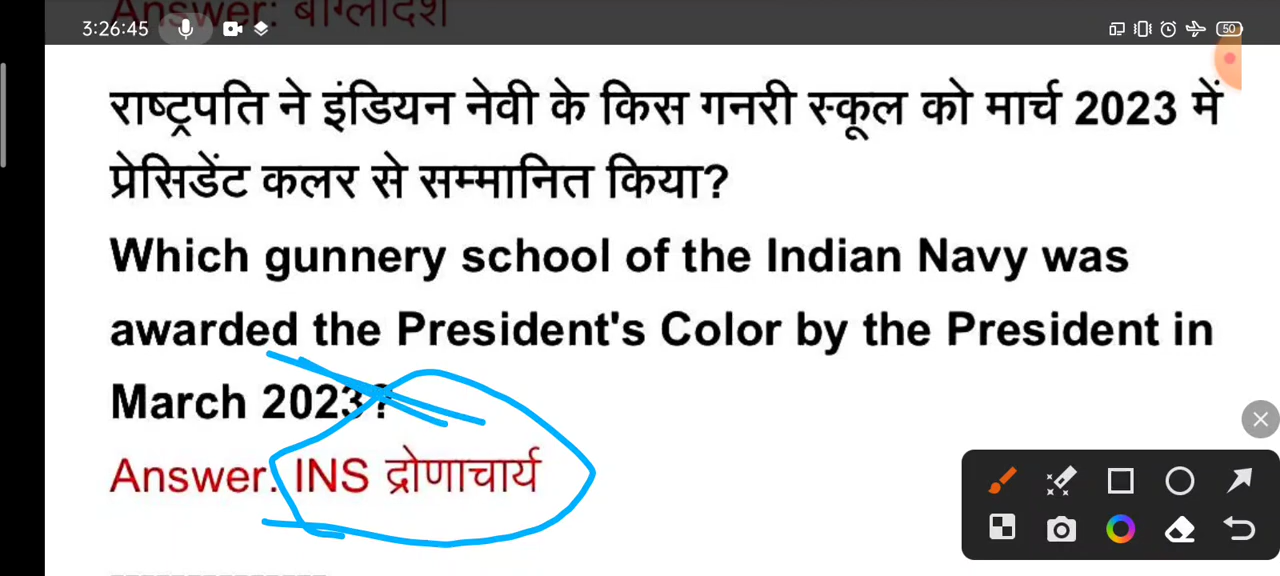 Answer: बांग्लादेश
3:26:45
50
राष्ट्रपति ने इंडियन नेवी के किस गनरी स्कूल को मार्च 2023 में
प्रेसिडेंट कलर से सम्मानित किया?
Which gunnery school of the Indian Navy was
awarded the President's Color by the President in
March 2023?
Answer: INS द्रोणाचार्य